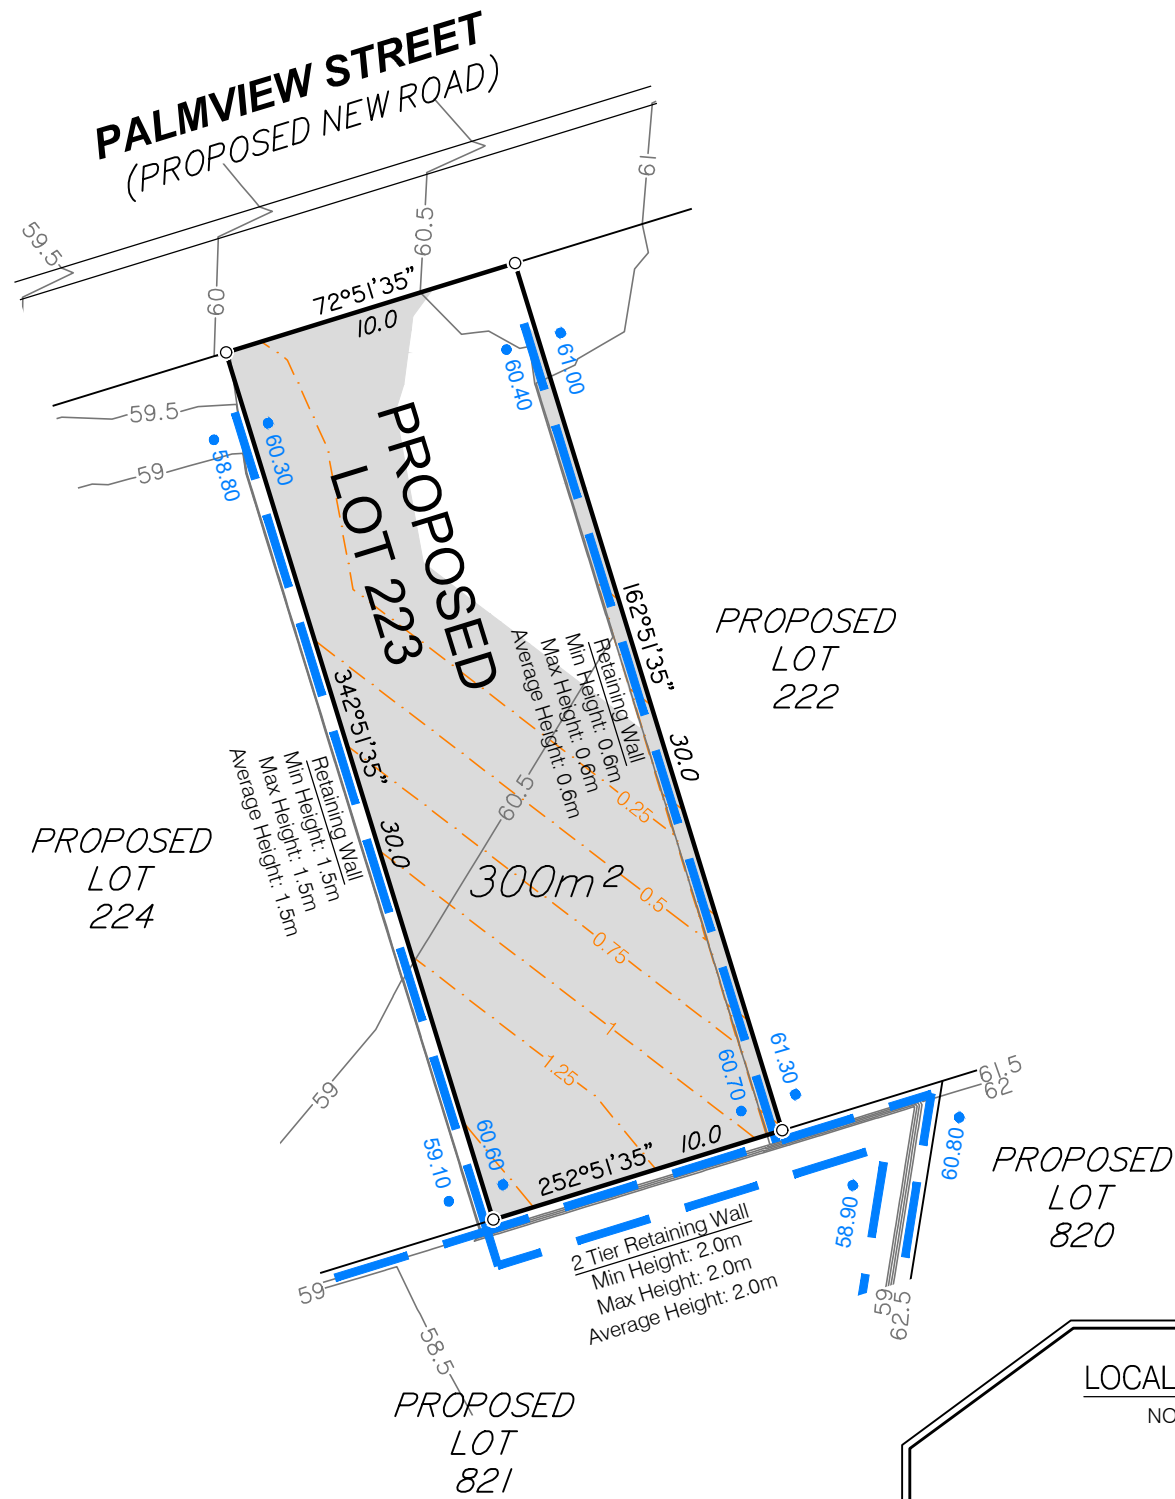 PALMVIEW STREET
(PROPOSED NEW ROAD)
59.5
60
60.5
61
72°51'35"
10.0
59.5
59
58.80
60.30
60.40
61.00
PROPOSED
LOT 223
162°51'35"
30.0
PROPOSED
LOT
222
Retaining Wall
Min Height: 0.6m
Max Height: 0.6m
Average Height: 0.6m
342°51'35"
30.0
Retaining Wall
Min Height: 1.5m
Max Height: 1.5m
Average Height: 1.5m
PROPOSED
LOT
224
60.5
300m²
0.25
0.5
0.75
1
1.25
59
60.70
61.30
59.10
60.60
252°51'35"
10.0
61.5
62
60.80
58.90
PROPOSED
LOT
820
2 Tier Retaining Wall
Min Height: 2.0m
Max Height: 2.0m
Average Height: 2.0m
59
58.5
59
62.5
PROPOSED
LOT
821
LOCAL
NO